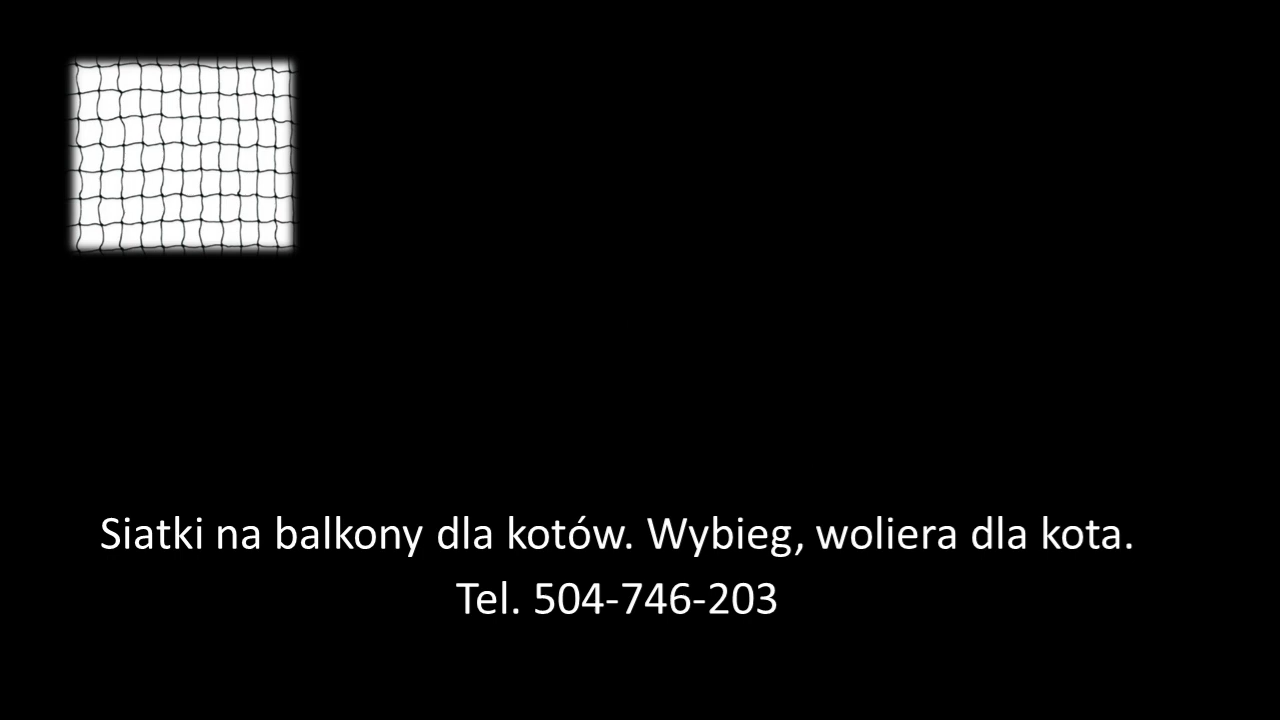 Siatki na balkony dla kotów. Wybieg, woliera dla kota.
Tel. 504-746-203